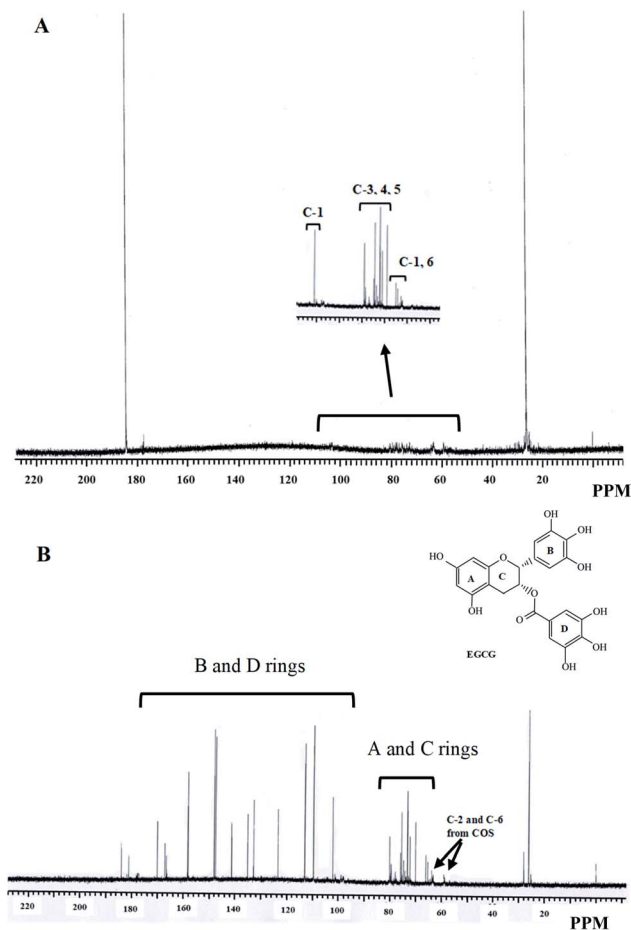 A
C-3, 4, 5
C-1
C-1, 6
220 200 180 160 140 120 100 80 60 40 20
PPM
B
OH
OH
B
OH
HO
O
A
C
OH
O
O
OH
D
OH
OH
EGCG
B and D rings
A and C rings
C-2 and C-6
from COS
220 200 180 160 140 120 100 80 60 40 20
PPM